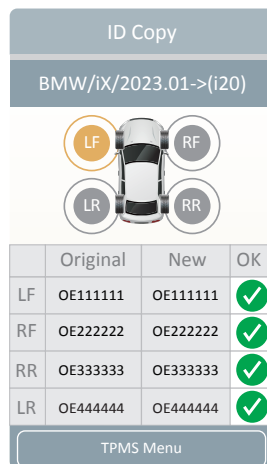 ID Copy
BMW/iX/2023.01->(i20)
LF RF
LR RR
Original New OK
LF OE111111 OE111111
RF OE222222 OE222222
RR OE333333 OE333333
LR OE444444 OE444444
TPMS Menu